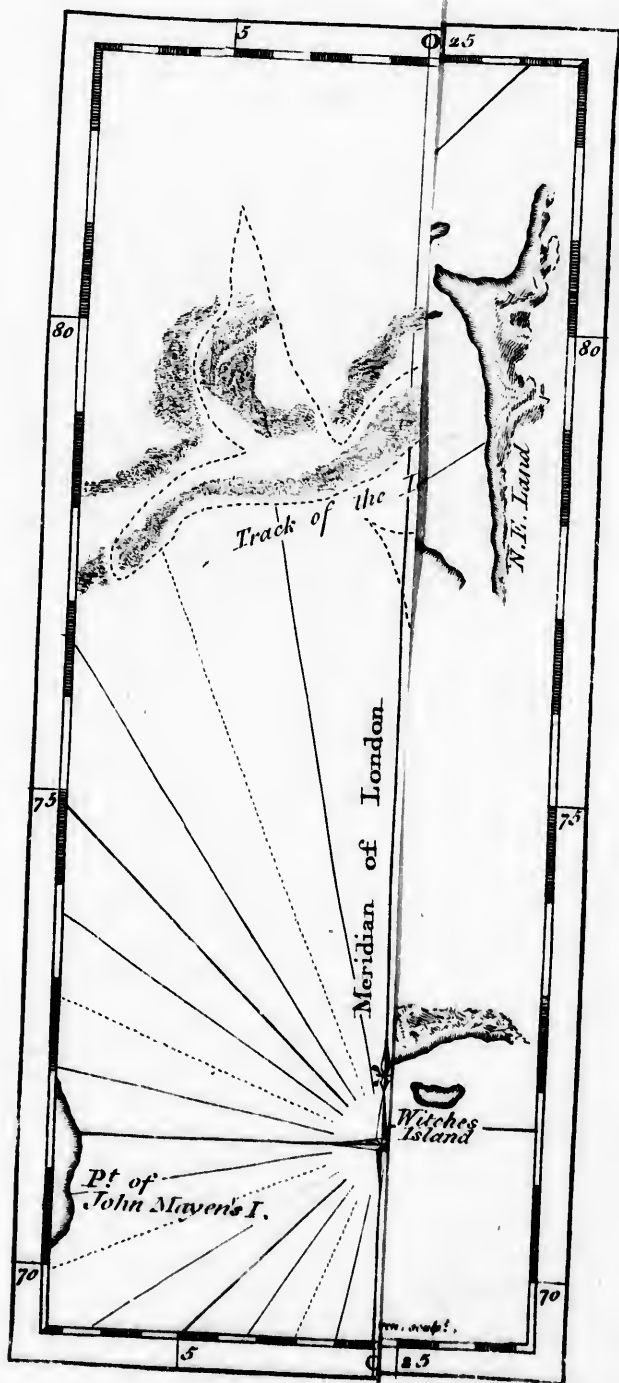 5 O 25
80 80
N.E. Land
Track of the
75 75
Meridian of London
Witches
Island
Pt. of
John Mayen's I.
70 70
sculpt.
5 25